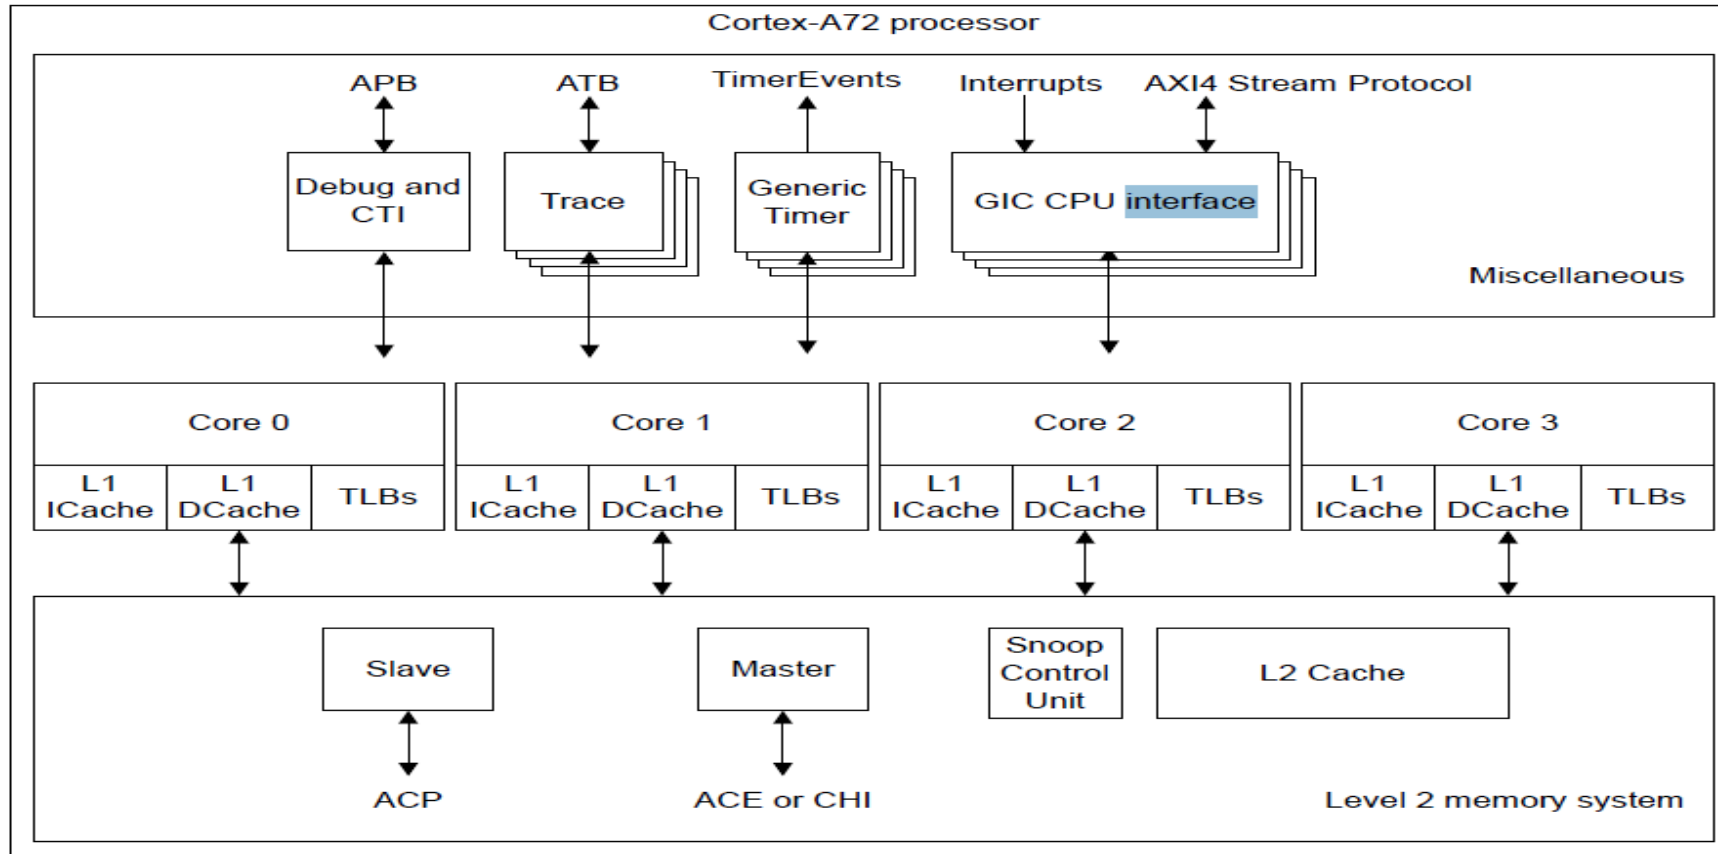 Cortex-A72 processor
APB
ATB
TimerEvents
Interrupts
AXI4 Stream Protocol
Debug and
CTI
Trace
Generic
Timer
GIC CPU interface
Miscellaneous
Core 0
Core 1
Core 2
Core 3
L1
ICache
L1
DCache
TLBs
L1
ICache
L1
DCache
TLBs
L1
ICache
L1
DCache
TLBs
L1
ICache
L1
DCache
TLBs
Slave
Master
Snoop
Control
Unit
L2 Cache
ACP
ACE or CHI
Level 2 memory system